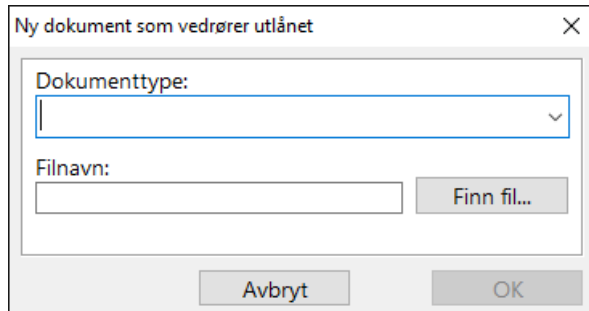 Ny dokument som vedrører utlånet
Dokumenttype:
Filnavn:
Finn fil...
Avbryt
OK